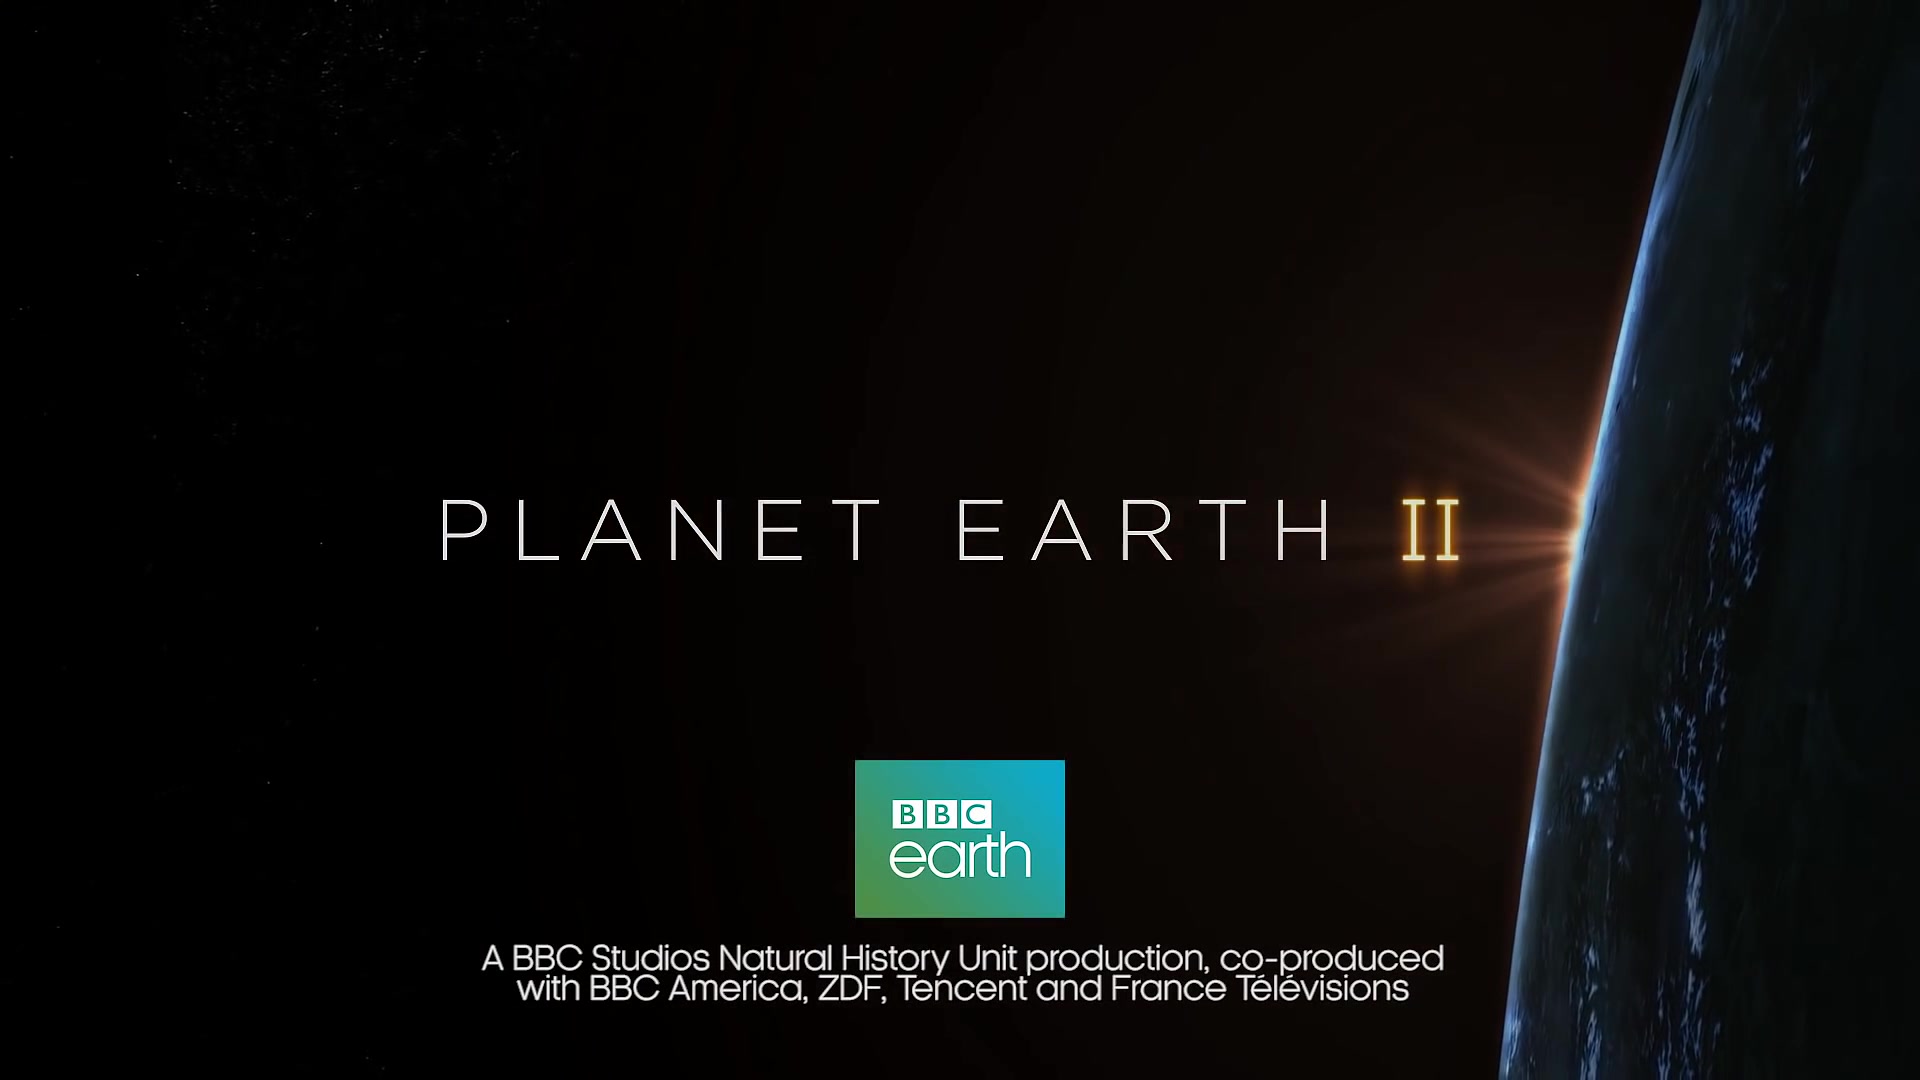 PLANET EARTH II
BBC
earth
A BBC Studios Natural History Unit production, co-produced
with BBC America, ZDF, Tencent and France Télévisions